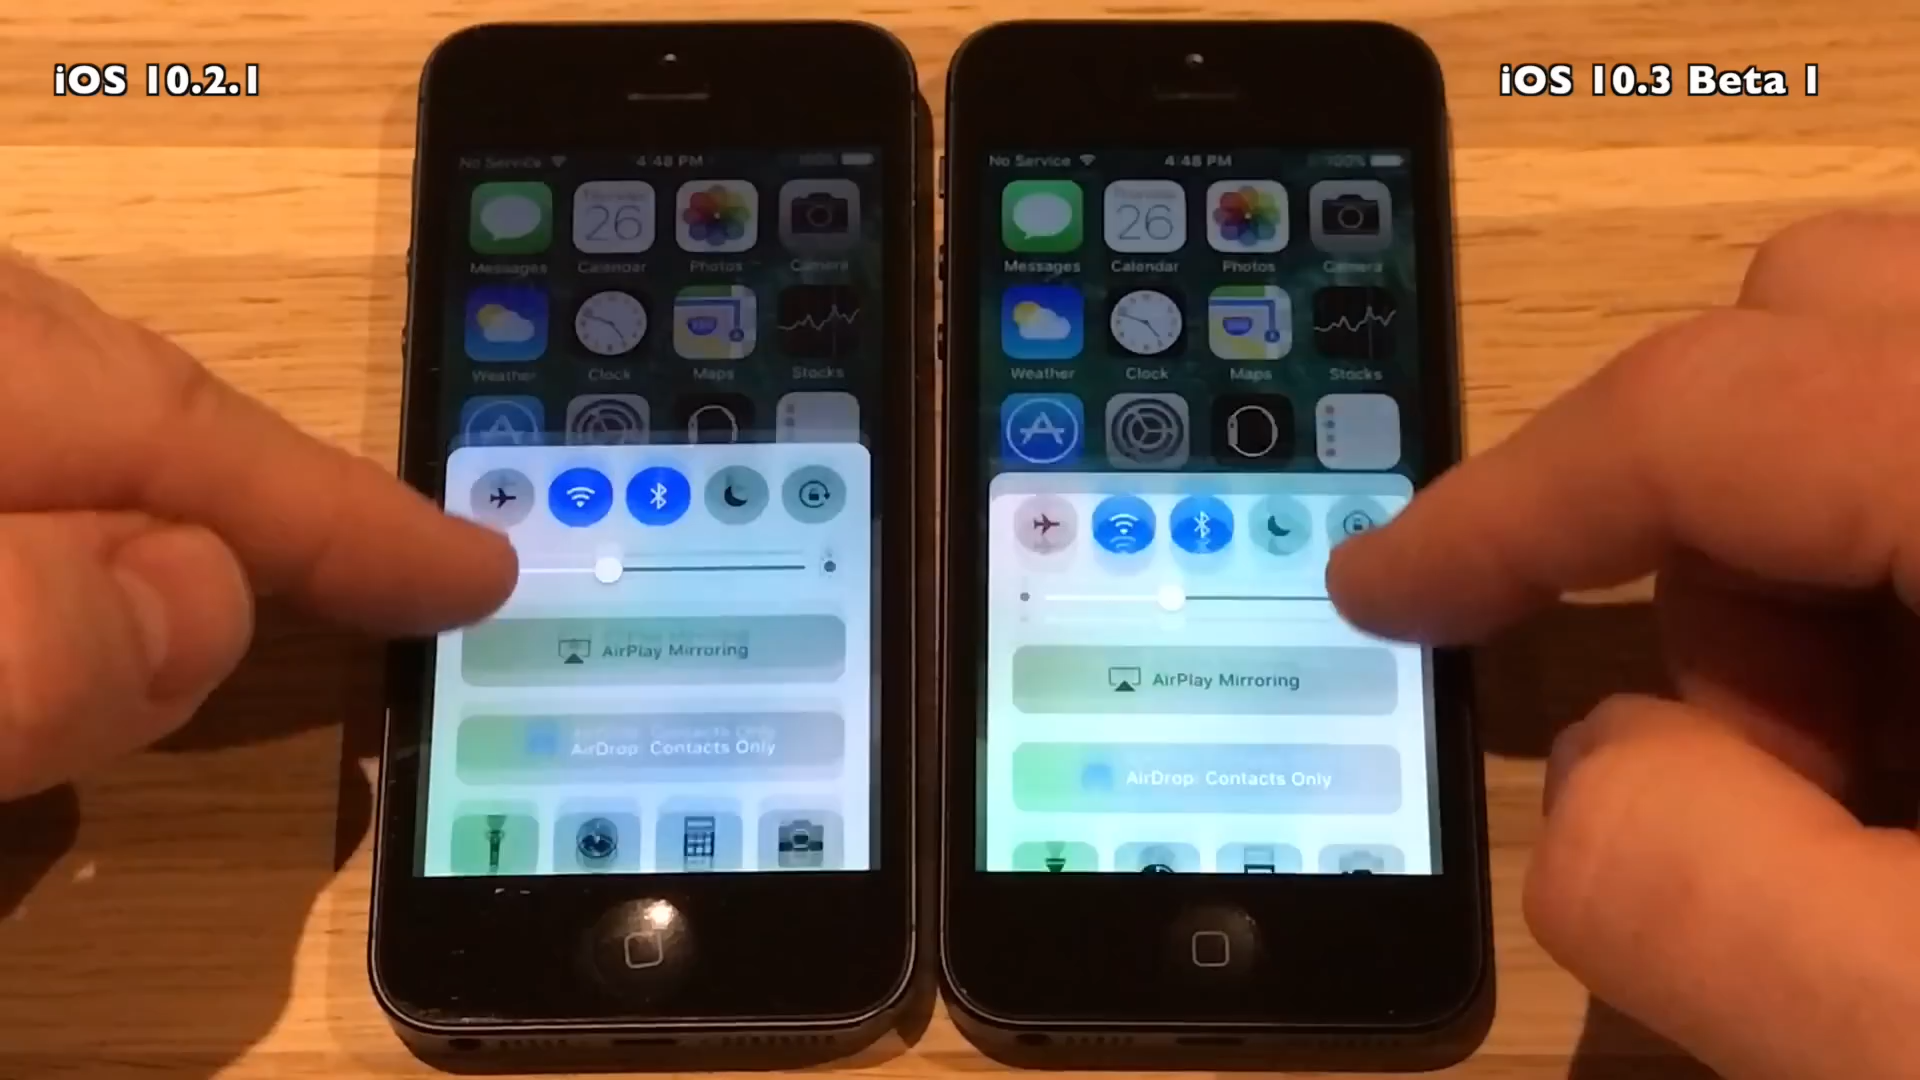 iOS 10.2.1
iOS 10.3 Beta 1
No Service 4:48 PM 100%
Messages Calendar Photos Camera
26
Weather Clock Maps Stocks
AirPlay Mirroring
AirDrop: Contacts Only
No Service 4:48 PM 100%
Messages Calendar Photos Camera
26
Weather Clock Maps Stocks
AirPlay Mirroring
AirDrop: Contacts Only